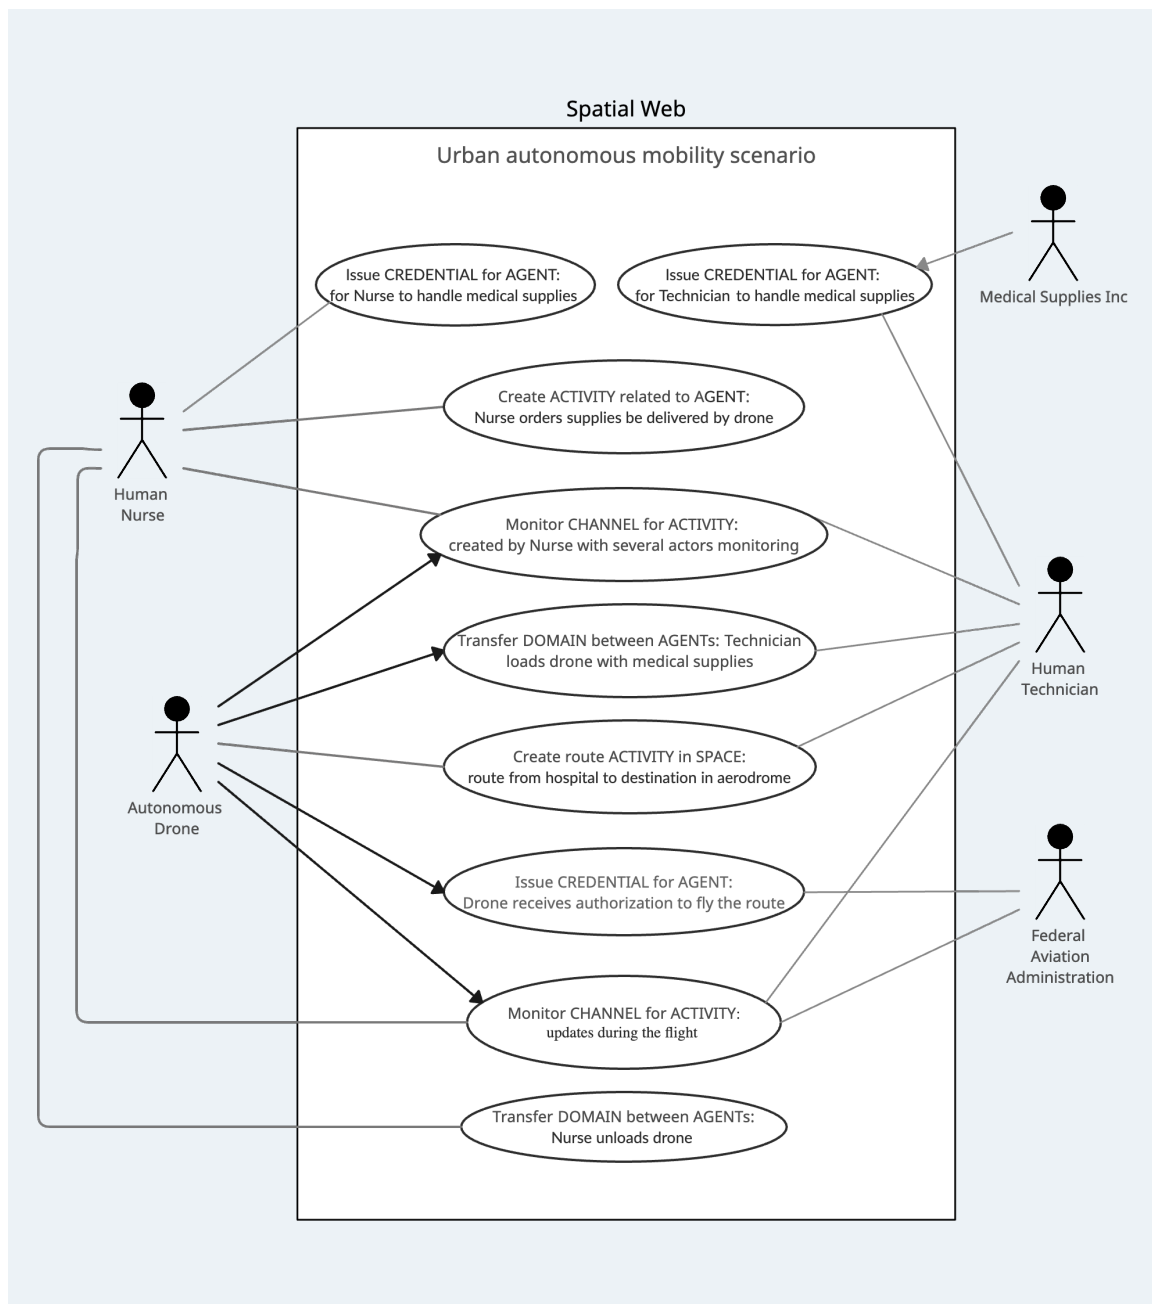 Spatial Web
Urban autonomous mobility scenario
Issue CREDENTIAL for AGENT:
for Nurse to handle medical supplies
Issue CREDENTIAL for AGENT:
for Technician to handle medical supplies
Medical Supplies Inc
Create ACTIVITY related to AGENT:
Nurse orders supplies be delivered by drone
Human
Nurse
Monitor CHANNEL for ACTIVITY:
created by Nurse with several actors monitoring
Transfer DOMAIN between AGENTs: Technician
loads drone with medical supplies
Human
Technician
Create route ACTIVITY in SPACE:
route from hospital to destination in aerodrome
Autonomous
Drone
Issue CREDENTIAL for AGENT:
Drone receives authorization to fly the route
Federal
Aviation
Administration
Monitor CHANNEL for ACTIVITY:
updates during the flight
Transfer DOMAIN between AGENTs:
Nurse unloads drone